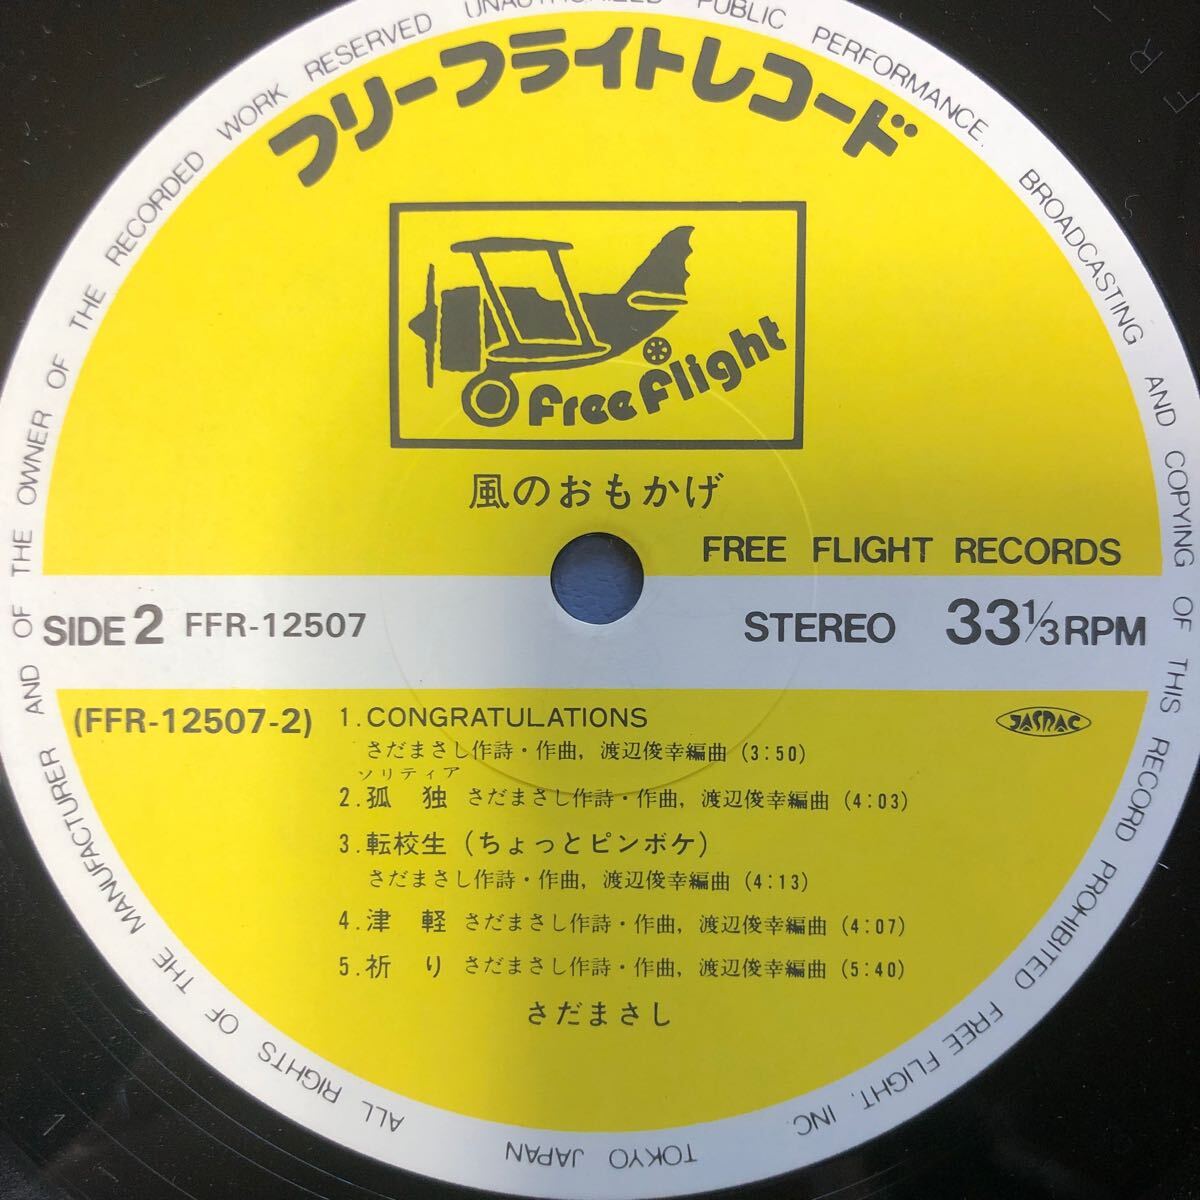 フリーフライトレコード
Free Flight
風のおもかげ
FREE FLIGHT RECORDS
SIDE 2 FFR-12507 STEREO 33 1/3 RPM
(FFR-12507-2)
JASRAC
1. CONGRATULATIONS
さだまさし作詩・作曲, 渡辺俊幸編曲 (3:50)
ソリティア
2. 孤 独 さだまさし作詩・作曲, 渡辺俊幸編曲 (4:03)
3. 転校生 (ちょっとピンボケ)
さだまさし作詩・作曲, 渡辺俊幸編曲 (4:13)
4. 津 軽 さだまさし作詩・作曲, 渡辺俊幸編曲 (4:07)
5. 祈 り さだまさし作詩・作曲, 渡辺俊幸編曲 (5:40)
さだまさし
ALL RIGHTS OF THE MANUFACTURER AND OF THE OWNER OF THE RECORDED WORK RESERVED UNAUTHORIZED PUBLIC PERFORMANCE. BROADCASTING AND COPYING OF THIS RECORD PROHIBITED FREE FLIGHT, INC. TOKYO JAPAN